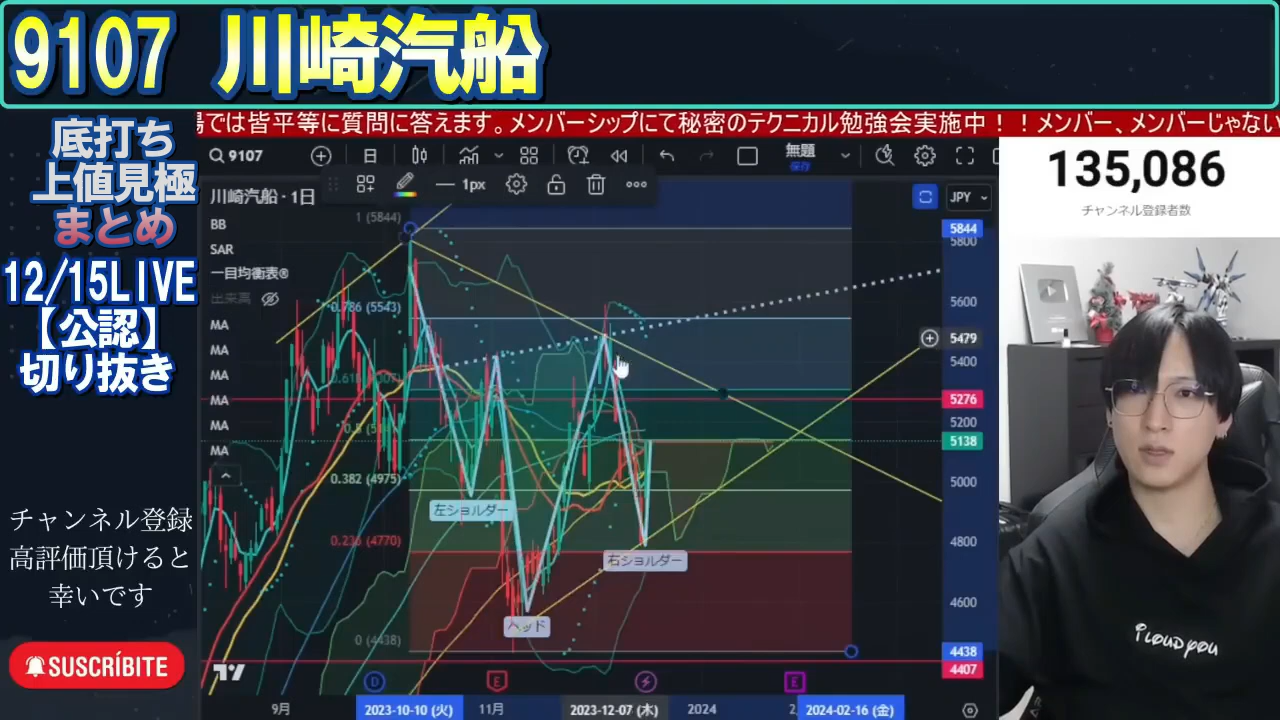 9107 川崎汽船
底打ち
上値見極
まとめ
12/15LIVE
【公認】
切り抜き
場では皆平等に質問に答えます。メンバーシップにて秘密のテクニカル勉強会実施中！！メンバー、メンバーじゃない
9107
無題
保存
1px
135,086
チャンネル登録者数
川崎汽船・1日
JPY
BB
SAR
一目均衡表
出来高
MA
MA
MA
MA
MA
MA
1 (5844)
0.786 (5543)
0.382 (4975)
0.236 (4770)
0 (4438)
5844
5800
5600
5479
5400
5276
5200
5138
5000
4800
4600
4438
4407
左ショルダー
右ショルダー
ヘッド
チャンネル登録
高評価頂けると
幸いです
SUSCRÍBITE
D
E
E
9月
2023-10-10 (火)
11月
2023-12-07 (木)
2024
2024-02-16 (金)
iLOUDyou